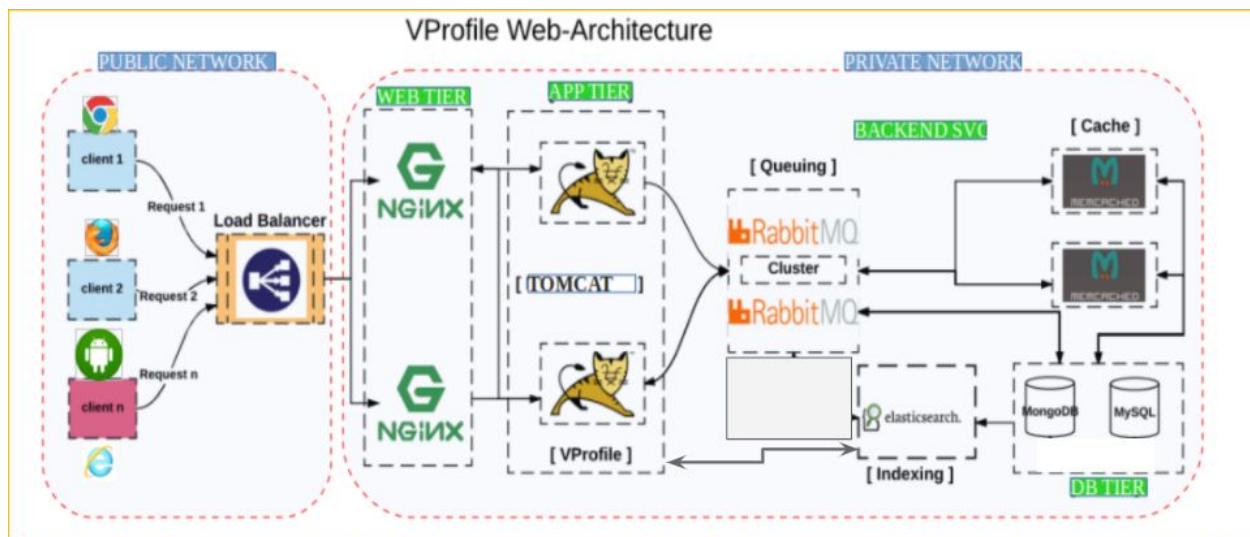 VProfile Web-Architecture
PUBLIC NETWORK
PRIVATE NETWORK
WEB TIER
APP TIER
BACKEND SVC
[ Cache ]
client 1
Request 1
Load Balancer
client 2
Request 2
Request n
client n
NGINX
NGINX
[ TOMCAT
[ VProfile ]
[ Queuing ]
RabbitMQ
Cluster
RabbitMQ
MEMCACHED
MEMCACHED
elasticsearch.
[ Indexing ]
MongoDB
MySQL
DB TIER